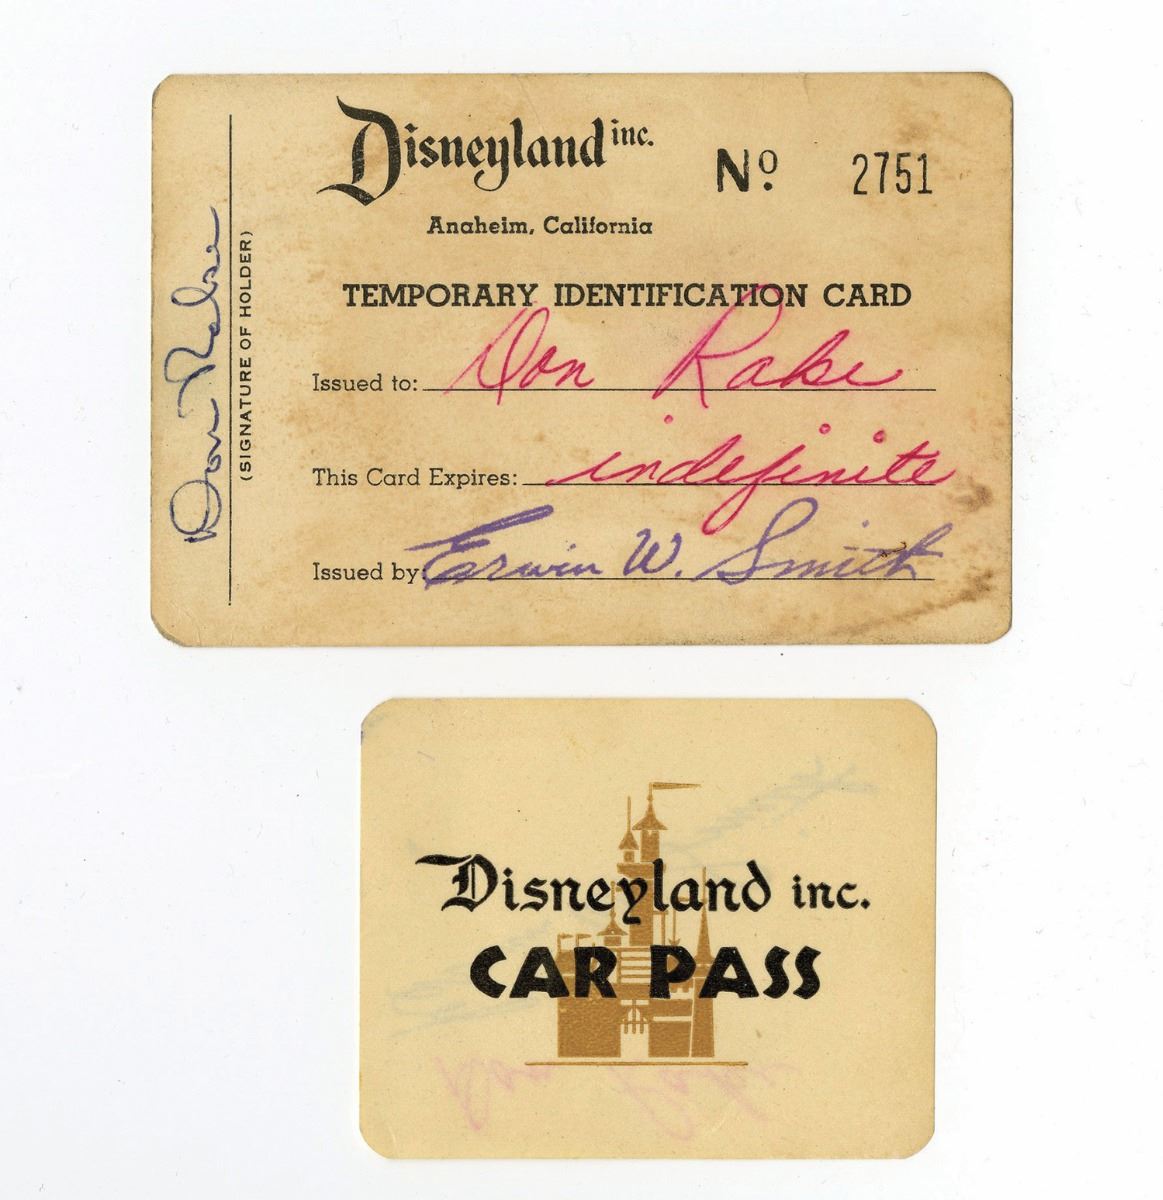 Disneyland inc.
Nº 2751
Anaheim, California
TEMPORARY IDENTIFICATION CARD
Issued to: Don Rake
This Card Expires: indefinite
Issued by: Erwin W. Smith
(SIGNATURE OF HOLDER)
Don Rake
Disneyland inc.
CAR PASS